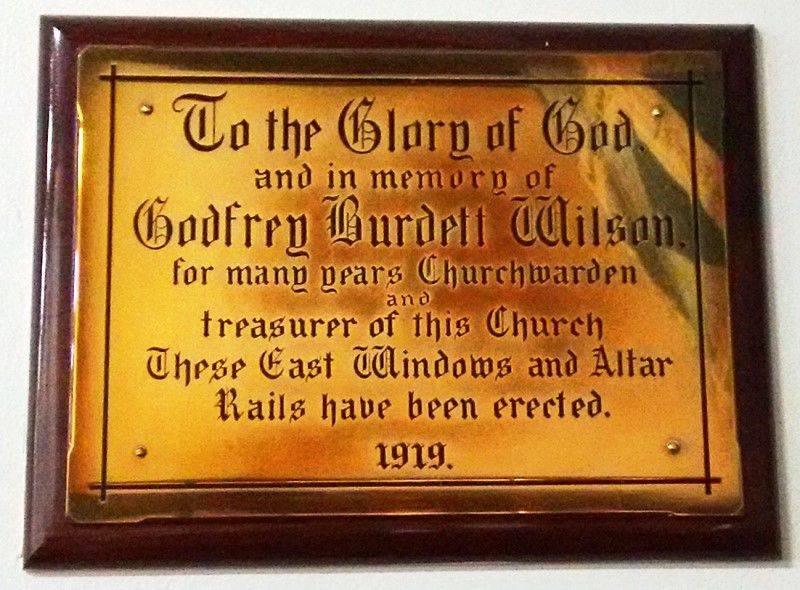 To the Glory of God.
and in memory of
Godfrey Burdett Wilson.
for many years Churchwarden
and
treasurer of this Church
These East Windows and Altar
Rails have been erected.
1919.